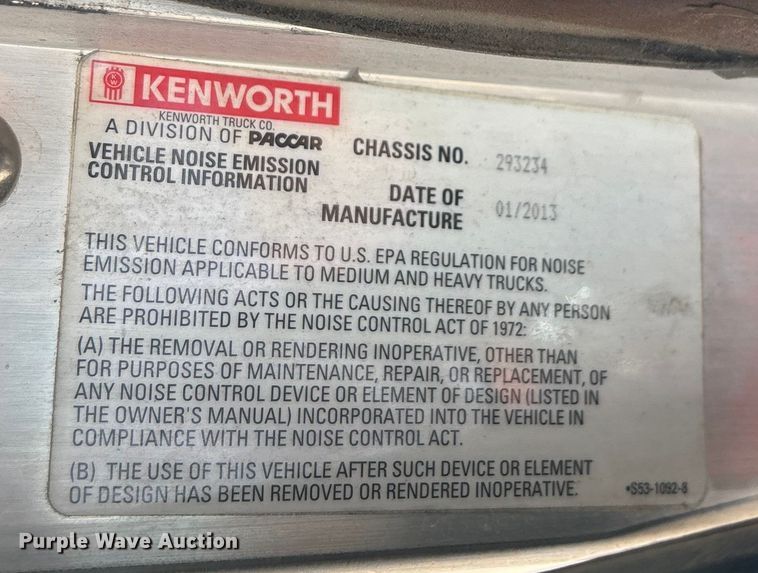 KW KENWORTH
KENWORTH TRUCK CO.
A DIVISION OF PACCAR
VEHICLE NOISE EMISSION
CONTROL INFORMATION
CHASSIS NO. 293234
DATE OF
MANUFACTURE 01/2013
THIS VEHICLE CONFORMS TO U.S. EPA REGULATION FOR NOISE
EMISSION APPLICABLE TO MEDIUM AND HEAVY TRUCKS.
THE FOLLOWING ACTS OR THE CAUSING THEREOF BY ANY PERSON
ARE PROHIBITED BY THE NOISE CONTROL ACT OF 1972:
(A) THE REMOVAL OR RENDERING INOPERATIVE, OTHER THAN
FOR PURPOSES OF MAINTENANCE, REPAIR, OR REPLACEMENT, OF
ANY NOISE CONTROL DEVICE OR ELEMENT OF DESIGN (LISTED IN
THE OWNER'S MANUAL) INCORPORATED INTO THE VEHICLE IN
COMPLIANCE WITH THE NOISE CONTROL ACT.
(B) THE USE OF THIS VEHICLE AFTER SUCH DEVICE OR ELEMENT
OF DESIGN HAS BEEN REMOVED OR RENDERED INOPERATIVE.
•S53-1092-8
Purple Wave Auction